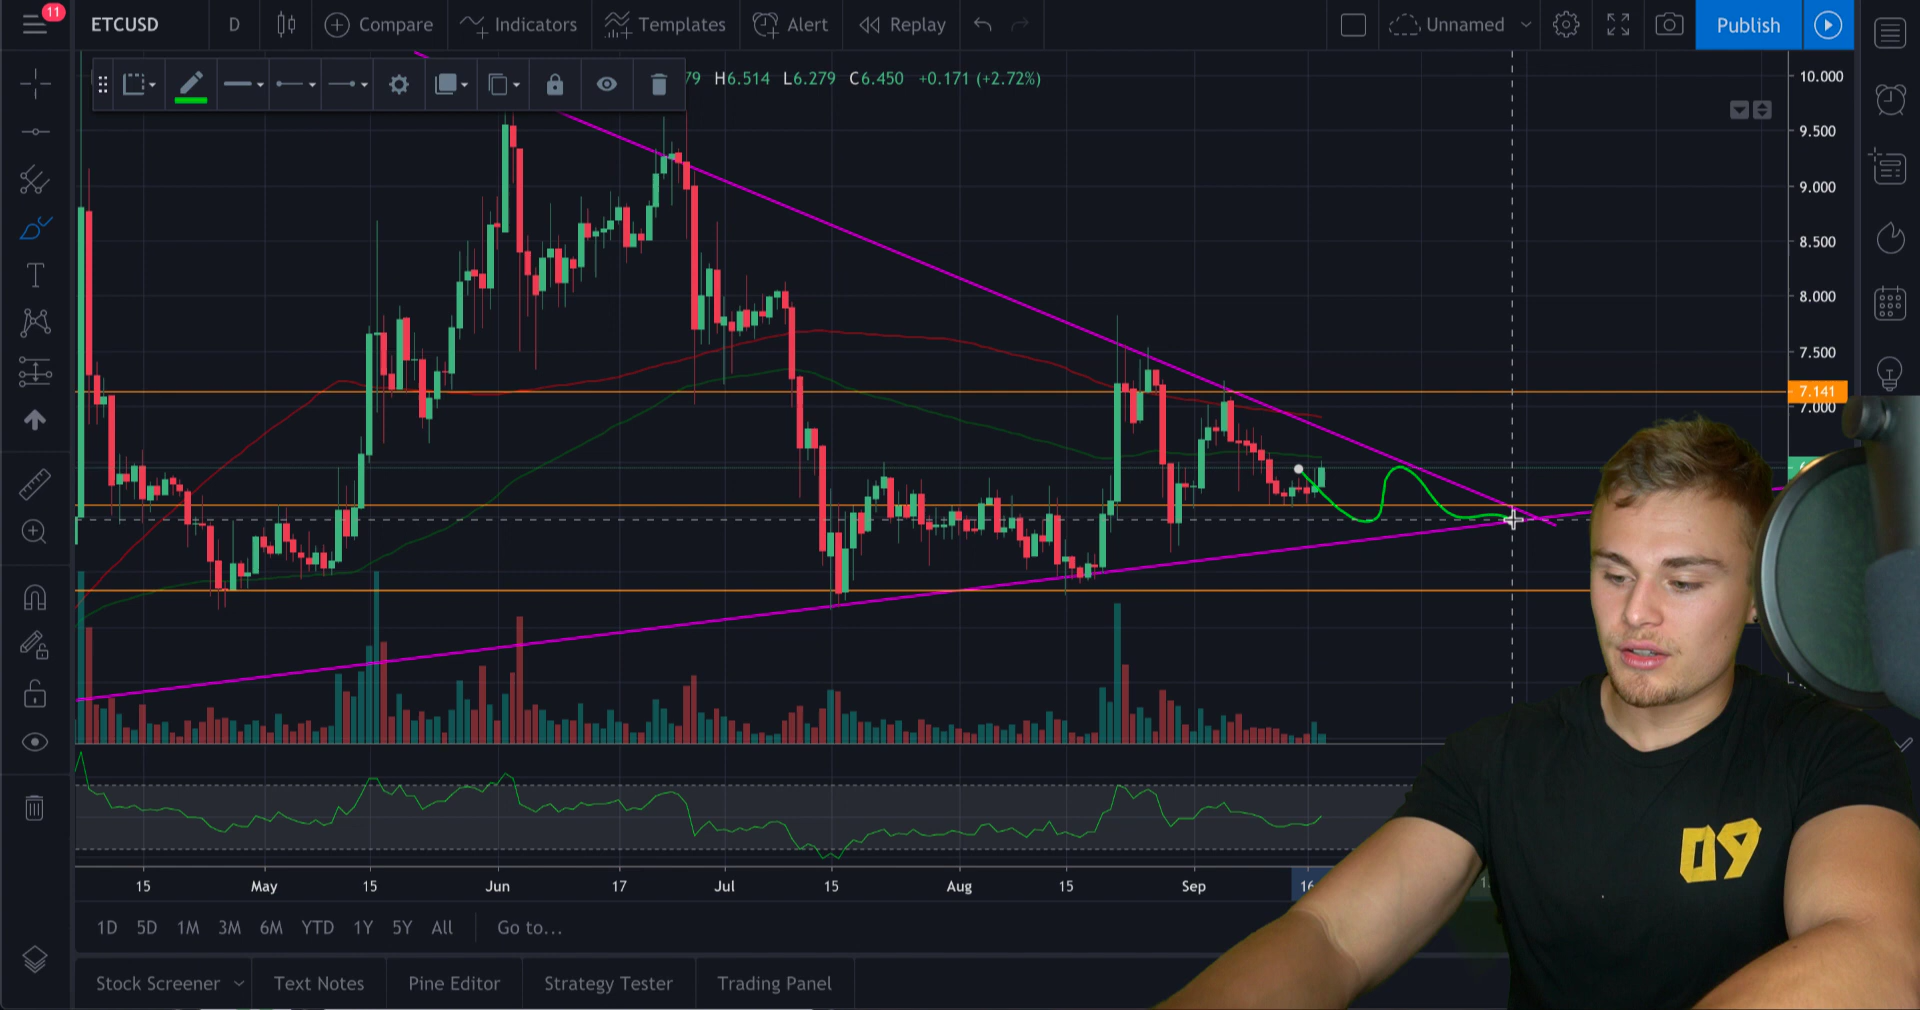 11
ETCUSD D Compare Indicators Templates Alert Replay Unnamed Publish
79 H6.514 L6.279 C6.450 +0.171 (+2.72%)
10.000
9.500
9.000
8.500
8.000
7.500
7.141
7.000
15 May 15 Jun 17 Jul 15 Aug 15 Sep 16
1D 5D 1M 3M 6M YTD 1Y 5Y All Go to...
Stock Screener Text Notes Pine Editor Strategy Tester Trading Panel
09